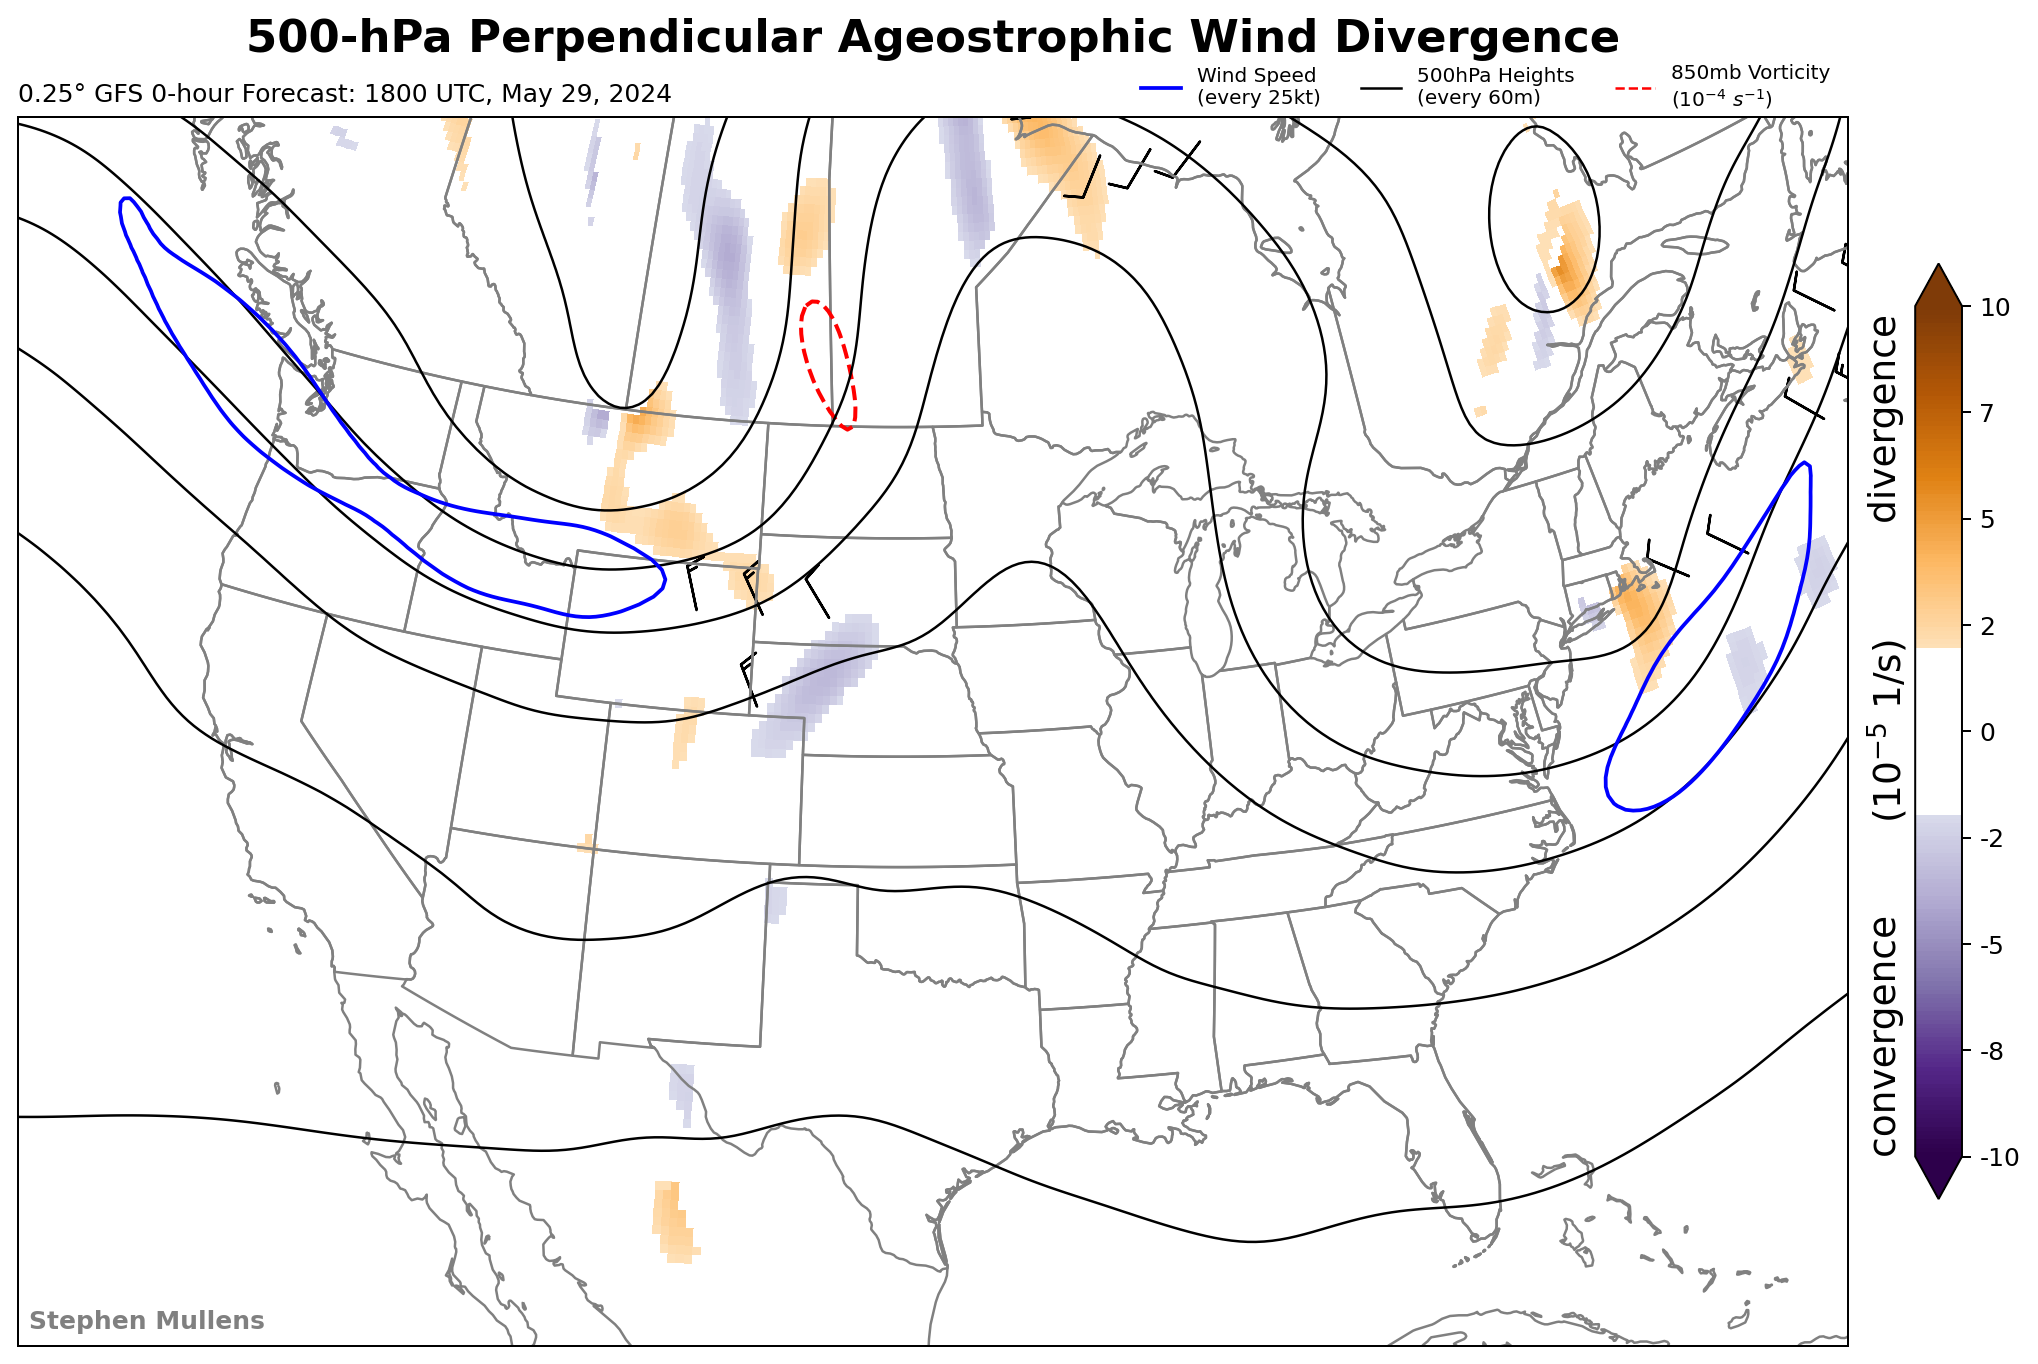 500-hPa Perpendicular Ageostrophic Wind Divergence
0.25° GFS 0-hour Forecast: 1800 UTC, May 29, 2024
Wind Speed
(every 25kt)
500hPa Heights
(every 60m)
850mb Vorticity
(10⁻⁴ s⁻¹)
10
7
5
2
0
-2
-5
-8
-10
convergence (10⁻⁵ 1/s) divergence
Stephen Mullens